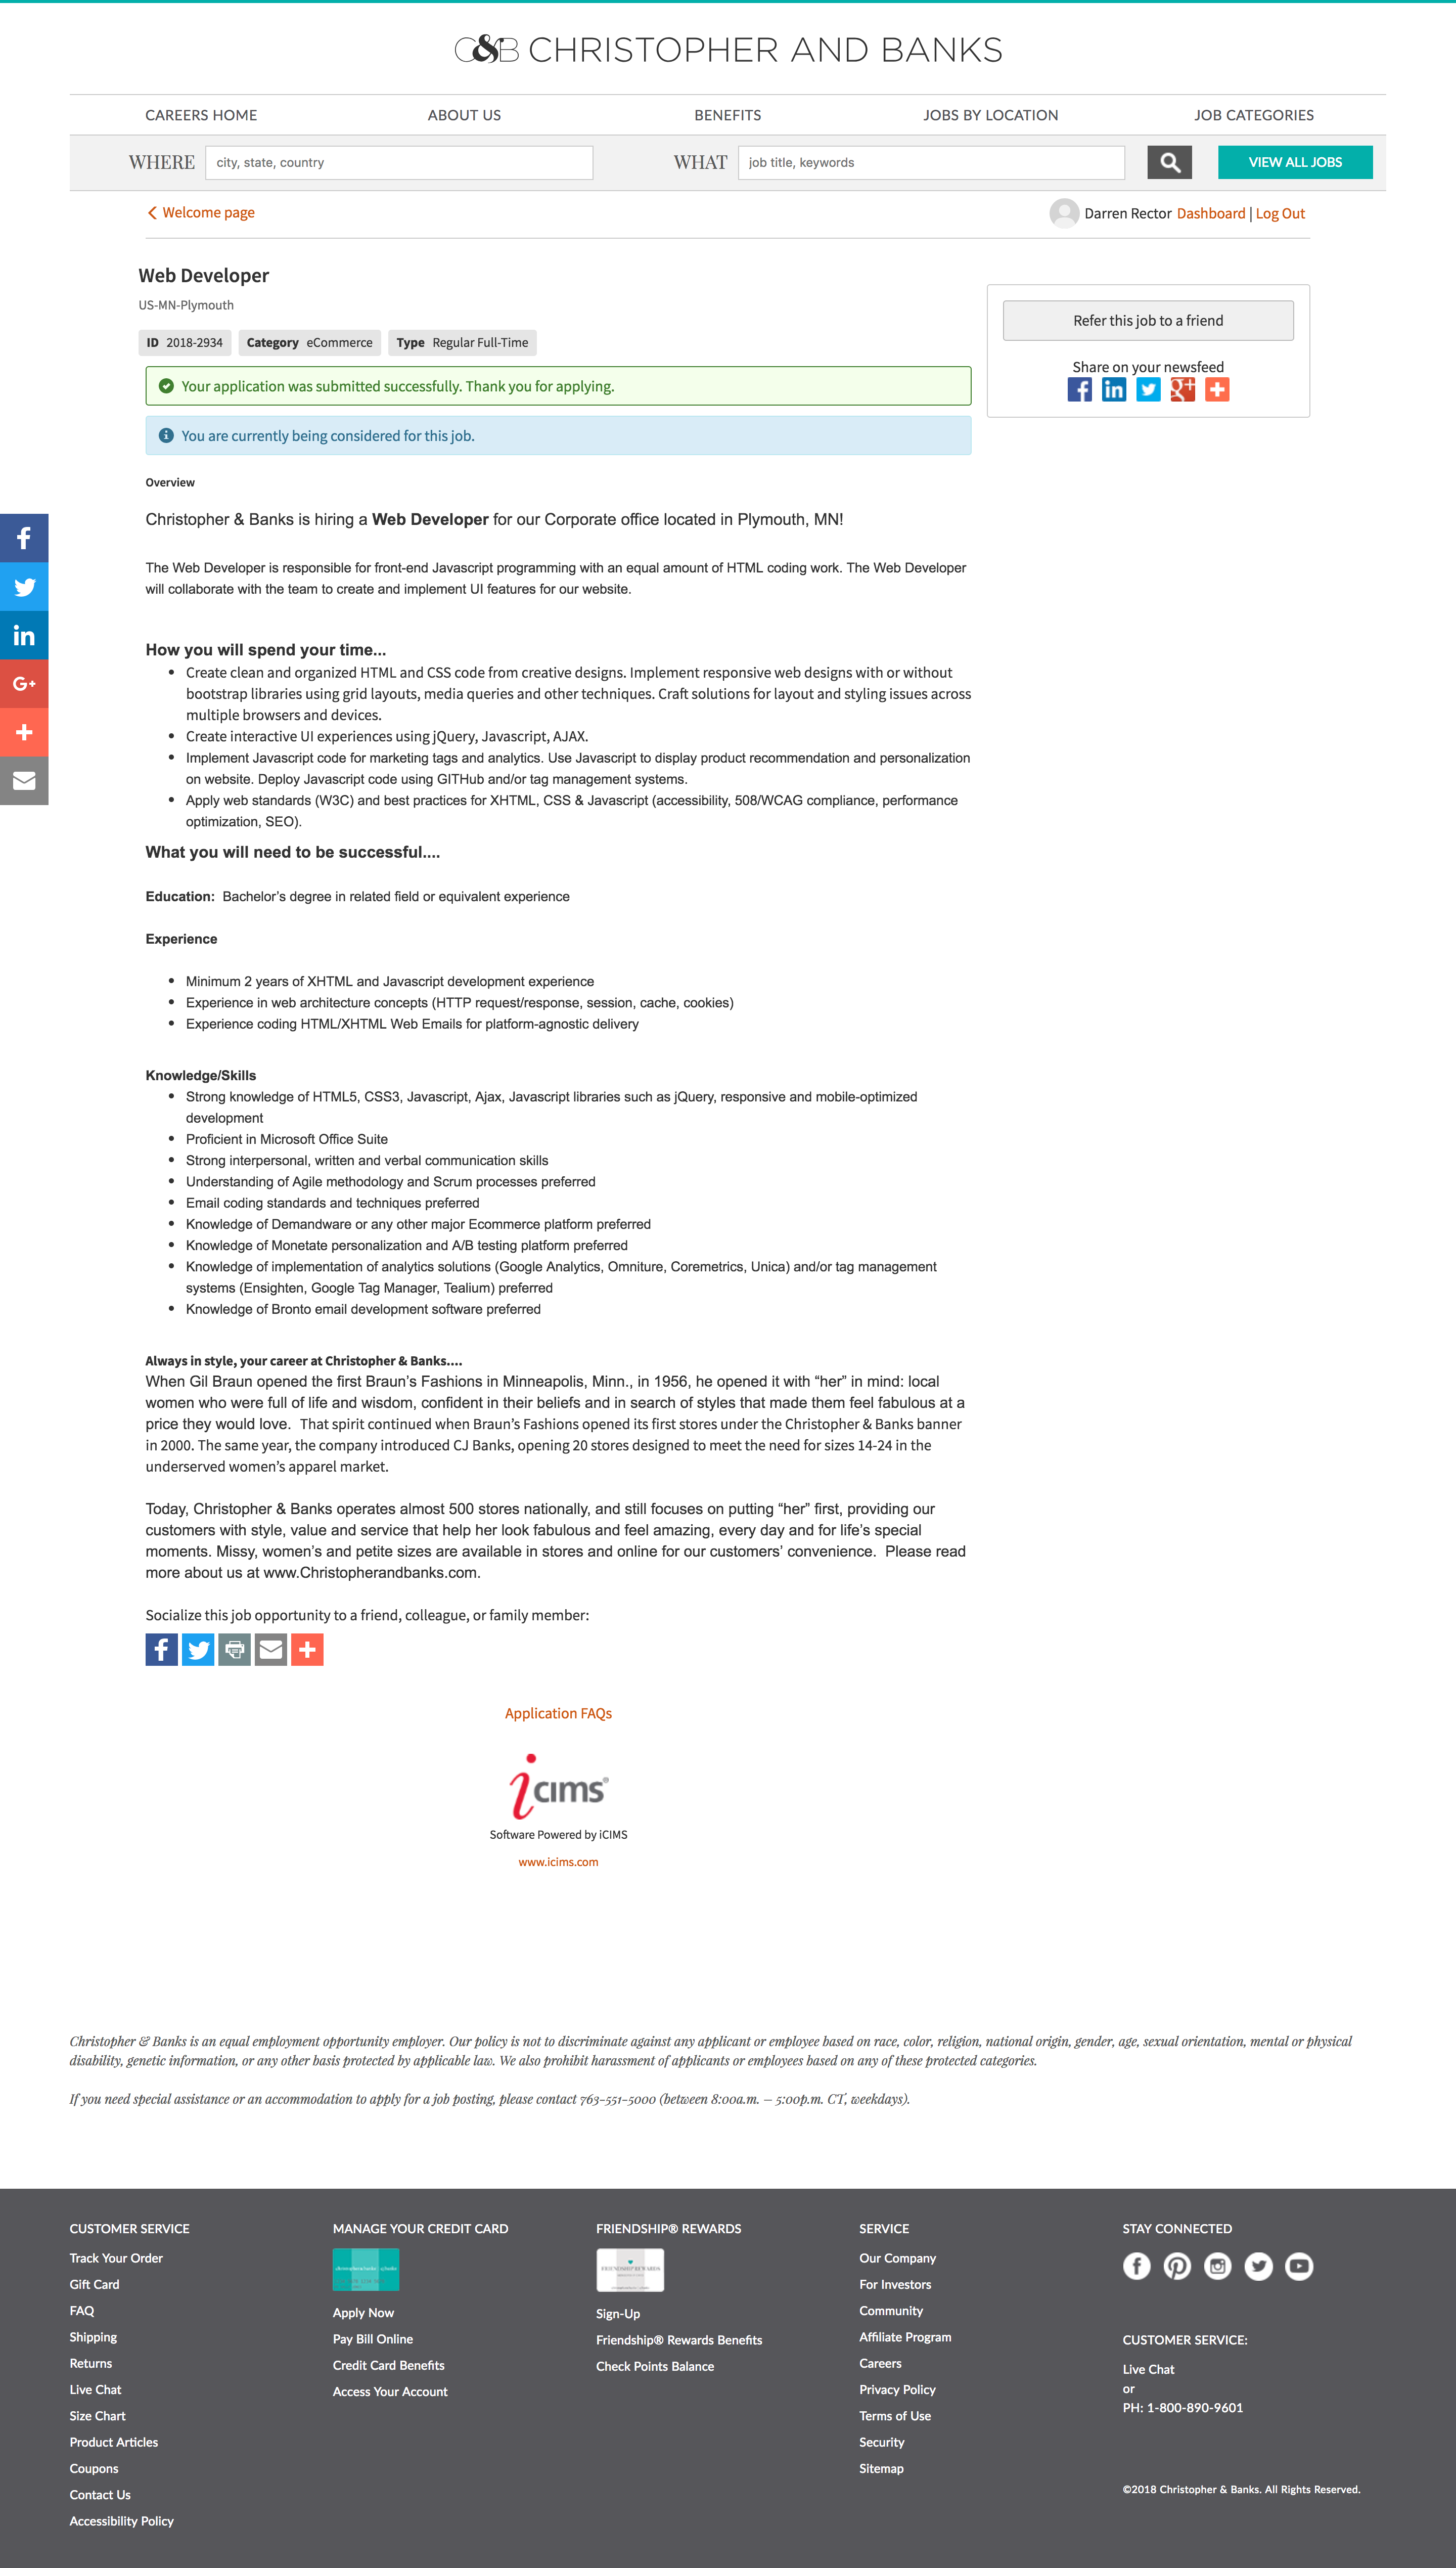 C&B CHRISTOPHER AND BANKS
CAREERS HOME
ABOUT US
BENEFITS
JOBS BY LOCATION
JOB CATEGORIES
WHERE
city, state, country
WHAT
job title, keywords
VIEW ALL JOBS
Welcome page
Darren Rector Dashboard | Log Out
Web Developer
US-MN-Plymouth
ID 2018-2934
Category eCommerce
Type Regular Full-Time
Your application was submitted successfully. Thank you for applying.
You are currently being considered for this job.
Refer this job to a friend
Share on your newsfeed
Overview
Christopher & Banks is hiring a Web Developer for our Corporate office located in Plymouth, MN!
The Web Developer is responsible for front-end Javascript programming with an equal amount of HTML coding work. The Web Developer
will collaborate with the team to create and implement UI features for our website.
How you will spend your time...
• Create clean and organized HTML and CSS code from creative designs. Implement responsive web designs with or without
bootstrap libraries using grid layouts, media queries and other techniques. Craft solutions for layout and styling issues across
multiple browsers and devices.
• Create interactive UI experiences using jQuery, Javascript, AJAX.
• Implement Javascript code for marketing tags and analytics. Use Javascript to display product recommendation and personalization
on website. Deploy Javascript code using GITHub and/or tag management systems.
• Apply web standards (W3C) and best practices for XHTML, CSS & Javascript (accessibility, 508/WCAG compliance, performance
optimization, SEO).
What you will need to be successful....
Education: Bachelor's degree in related field or equivalent experience
Experience
• Minimum 2 years of XHTML and Javascript development experience
• Experience in web architecture concepts (HTTP request/response, session, cache, cookies)
• Experience coding HTML/XHTML Web Emails for platform-agnostic delivery
Knowledge/Skills
• Strong knowledge of HTML5, CSS3, Javascript, Ajax, Javascript libraries such as jQuery, responsive and mobile-optimized
development
• Proficient in Microsoft Office Suite
• Strong interpersonal, written and verbal communication skills
• Understanding of Agile methodology and Scrum processes preferred
• Email coding standards and techniques preferred
• Knowledge of Demandware or any other major Ecommerce platform preferred
• Knowledge of Monetate personalization and A/B testing platform preferred
• Knowledge of implementation of analytics solutions (Google Analytics, Omniture, Coremetrics, Unica) and/or tag management
systems (Ensighten, Google Tag Manager, Tealium) preferred
• Knowledge of Bronto email development software preferred
Always in style, your career at Christopher & Banks....
When Gil Braun opened the first Braun's Fashions in Minneapolis, Minn., in 1956, he opened it with “her” in mind: local
women who were full of life and wisdom, confident in their beliefs and in search of styles that made them feel fabulous at a
price they would love. That spirit continued when Braun's Fashions opened its first stores under the Christopher & Banks banner
in 2000. The same year, the company introduced CJ Banks, opening 20 stores designed to meet the need for sizes 14-24 in the
underserved women's apparel market.
Today, Christopher & Banks operates almost 500 stores nationally, and still focuses on putting “her” first, providing our
customers with style, value and service that help her look fabulous and feel amazing, every day and for life's special
moments. Missy, women's and petite sizes are available in stores and online for our customers' convenience. Please read
more about us at www.Christopherandbanks.com.
Socialize this job opportunity to a friend, colleague, or family member:
Application FAQs
icims®
Software Powered by iCIMS
www.icims.com
Christopher & Banks is an equal employment opportunity employer. Our policy is not to discriminate against any applicant or employee based on race, color, religion, national origin, gender, age, sexual orientation, mental or physical
disability, genetic information, or any other basis protected by applicable law. We also prohibit harassment of applicants or employees based on any of these protected categories.
If you need special assistance or an accommodation to apply for a job posting, please contact 763-551-5000 (between 8:00a.m. – 5:00p.m. CT, weekdays).
CUSTOMER SERVICE
Track Your Order
Gift Card
FAQ
Shipping
Returns
Live Chat
Size Chart
Product Articles
Coupons
Contact Us
Accessibility Policy
MANAGE YOUR CREDIT CARD
Apply Now
Pay Bill Online
Credit Card Benefits
Access Your Account
FRIENDSHIP® REWARDS
FRIENDSHIP REWARDS
Sign-Up
Friendship® Rewards Benefits
Check Points Balance
SERVICE
Our Company
For Investors
Community
Affiliate Program
Careers
Privacy Policy
Terms of Use
Security
Sitemap
STAY CONNECTED
CUSTOMER SERVICE:
Live Chat
or
PH: 1-800-890-9601
©2018 Christopher & Banks. All Rights Reserved.